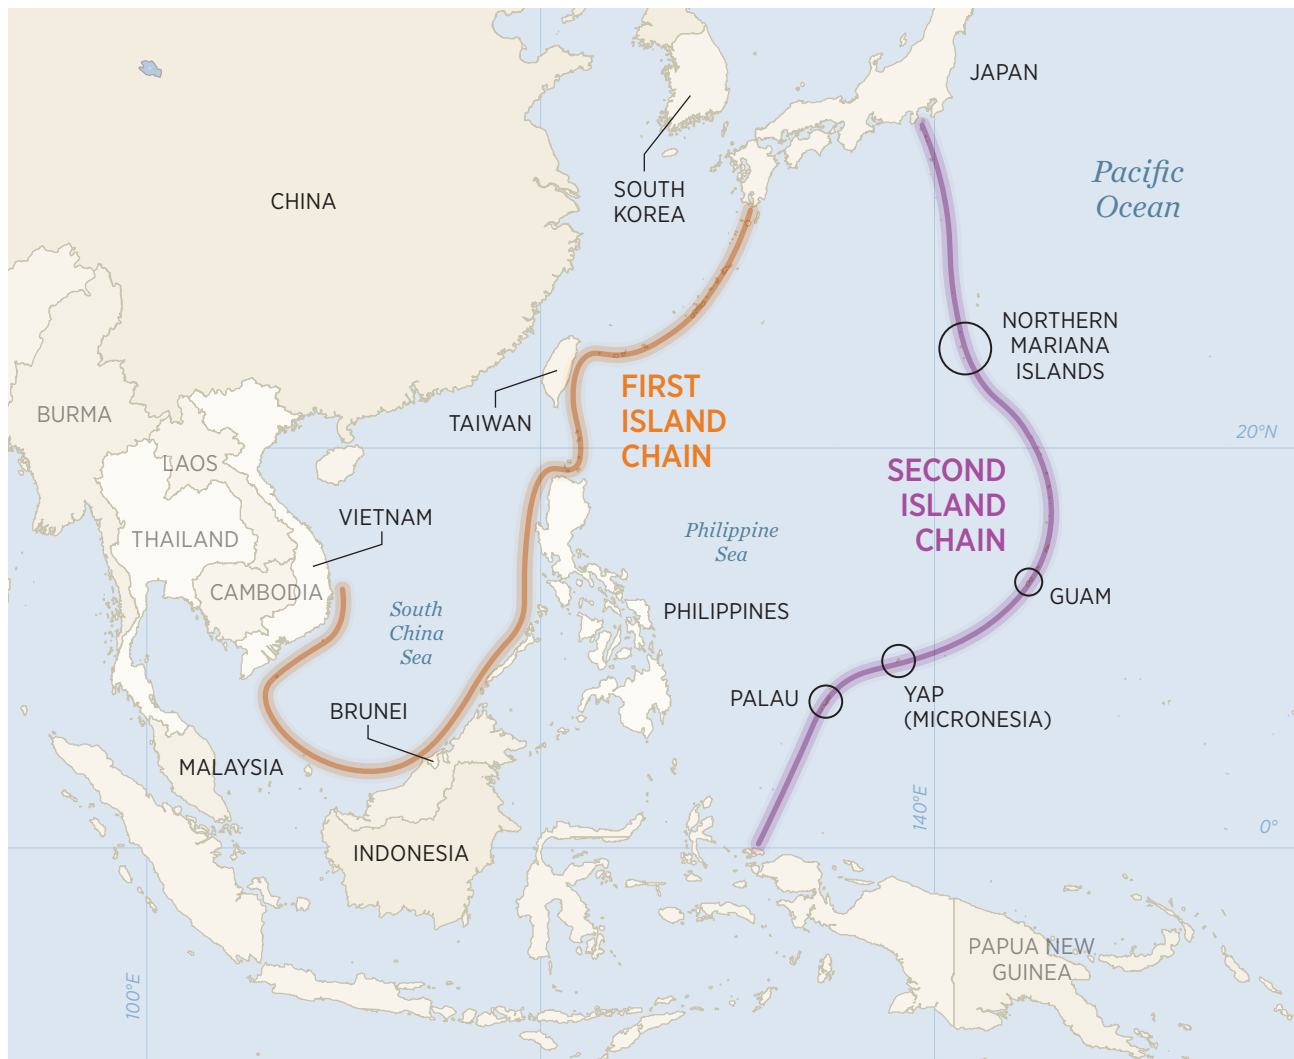 JAPAN
Pacific
Ocean
SOUTH
KOREA
CHINA
NORTHERN
MARIANA
ISLANDS
FIRST
ISLAND
CHAIN
TAIWAN
BURMA
20°N
LAOS
SECOND
ISLAND
CHAIN
VIETNAM
THAILAND
Philippine
Sea
CAMBODIA
GUAM
South
China
Sea
PHILIPPINES
PALAU
YAP
(MICRONESIA)
BRUNEI
MALAYSIA
140°E
0°
INDONESIA
PAPUA NEW
GUINEA
100°E